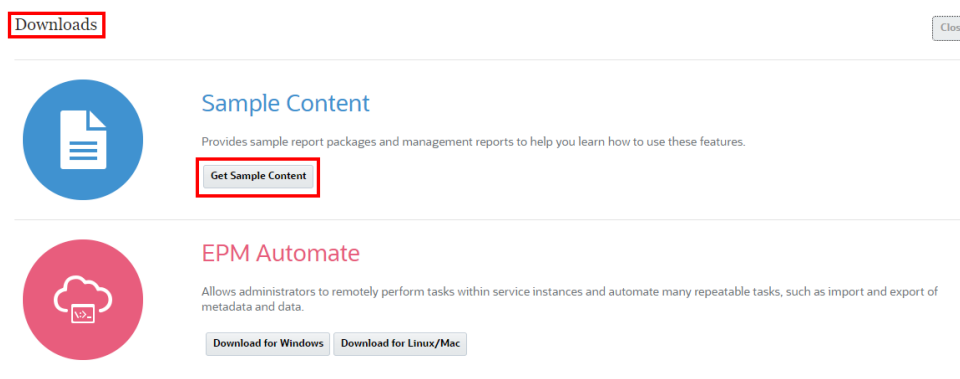 Downloads
Clos
Sample Content
Provides sample report packages and management reports to help you learn how to use these features.
Get Sample Content
EPM Automate
Allows administrators to remotely perform tasks within service instances and automate many repeatable tasks, such as import and export of
metadata and data.
Download for Windows Download for Linux/Mac